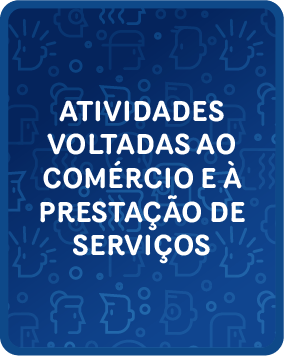 ATIVIDADES
VOLTADAS AO
COMÉRCIO E À
PRESTAÇÃO DE
SERVIÇOS